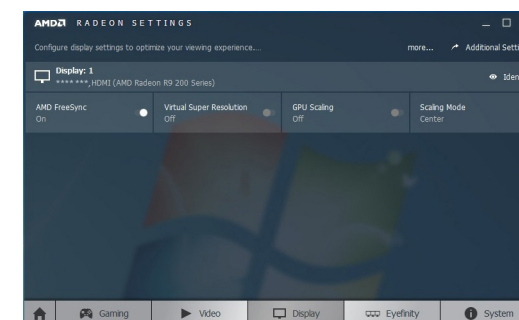 AMD RADEON SETTINGS
Configure display settings to optimize your viewing experience....
more...
Additional Setti
Display: 1
**** ***, HDMI (AMD Radeon R9 200 Series)
Iden
AMD FreeSync
On
Virtual Super Resolution
Off
GPU Scaling
Off
Scaling Mode
Center
Gaming
Video
Display
Eyefinity
System